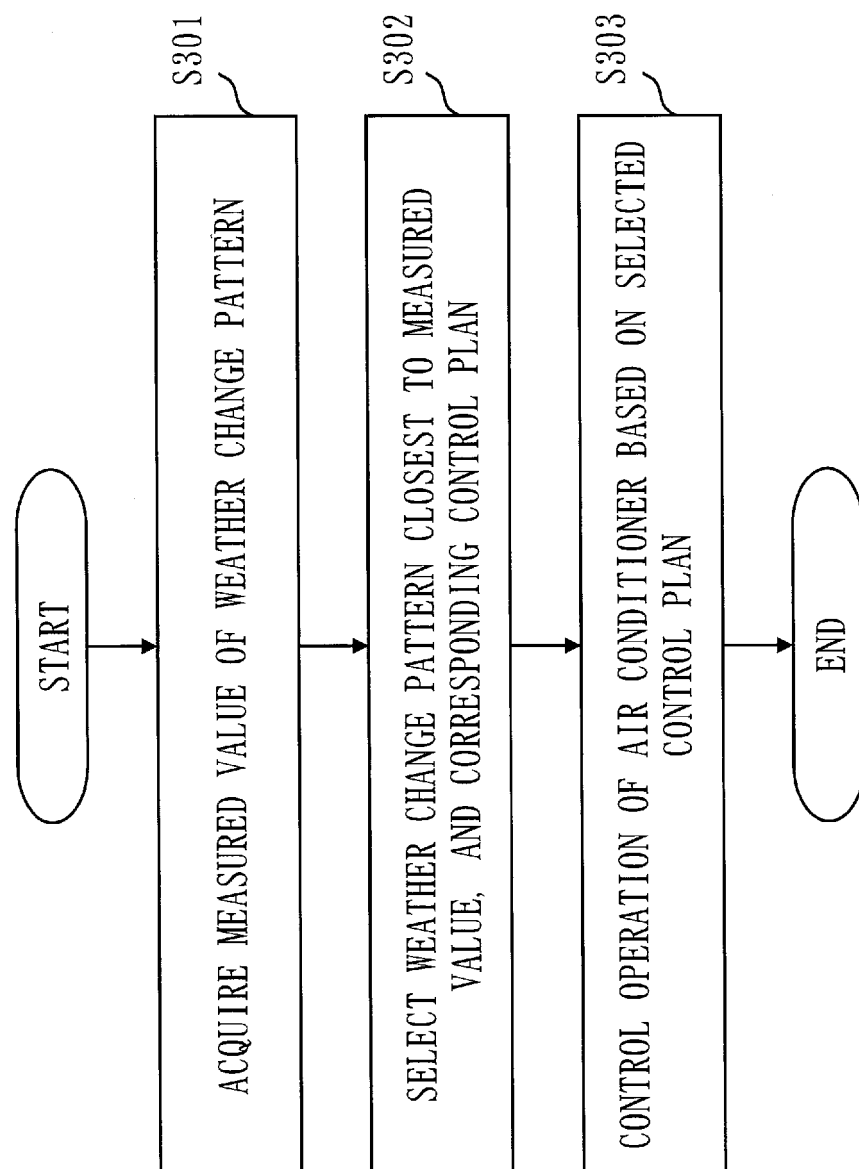 START
S301
ACQUIRE MEASURED VALUE OF WEATHER CHANGE PATTERN
S302
SELECT WEATHER CHANGE PATTERN CLOSEST TO MEASURED
VALUE, AND CORRESPONDING CONTROL PLAN
S303
CONTROL OPERATION OF AIR CONDITIONER BASED ON SELECTED
CONTROL PLAN
END